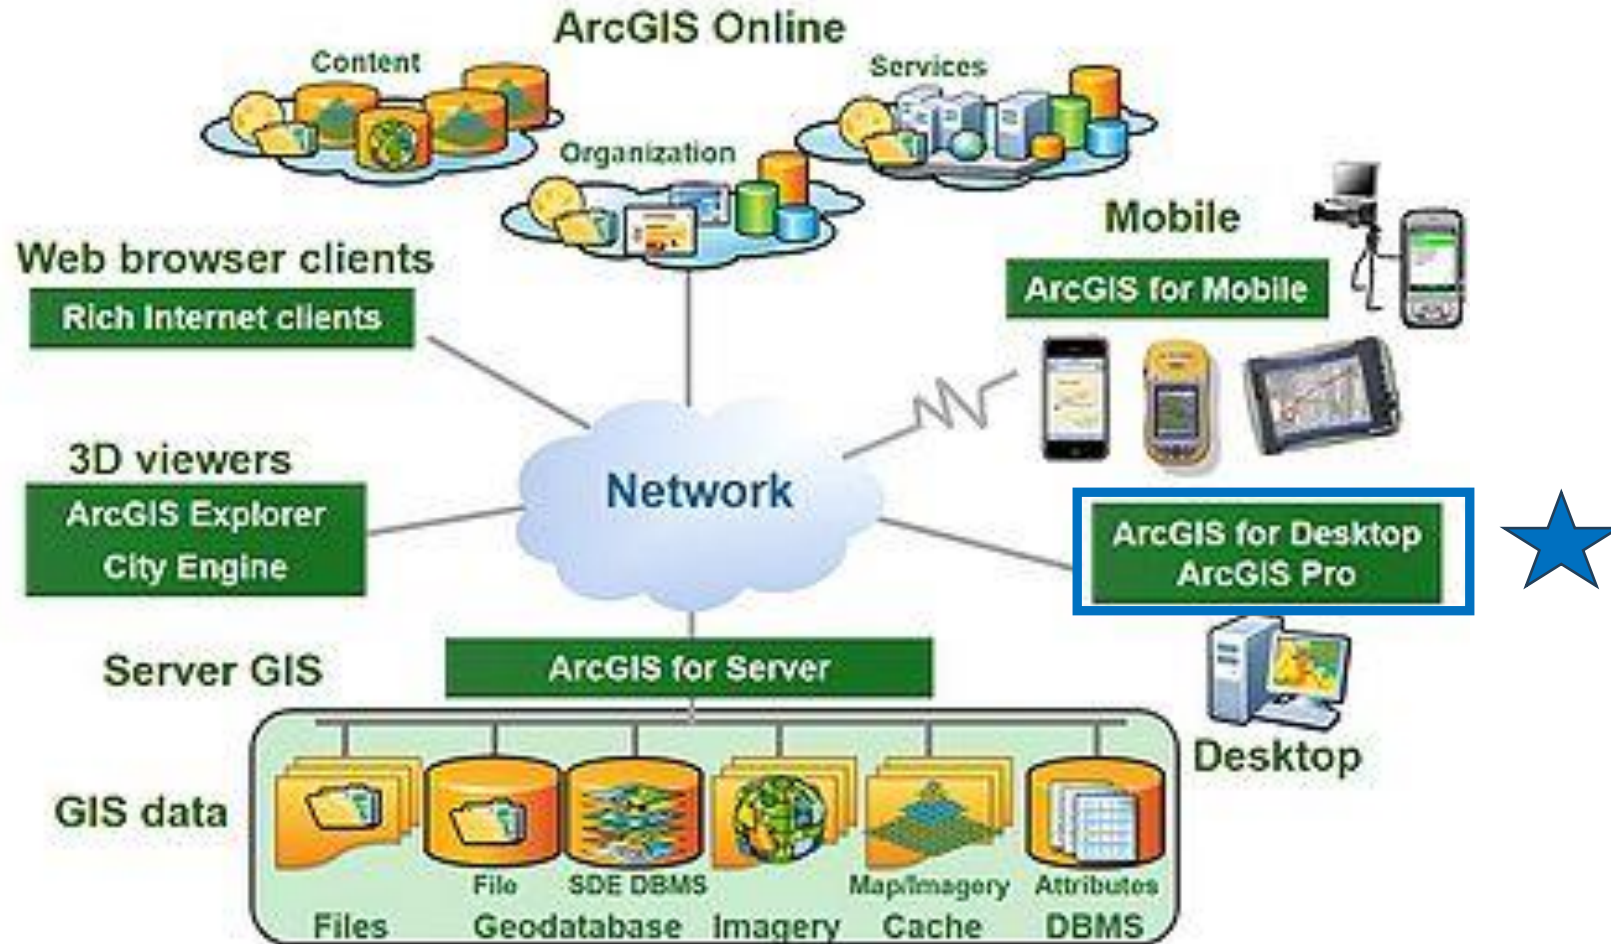 ArcGIS Online
Content
Services
Organization
Mobile
Web browser clients
ArcGIS for Mobile
Rich Internet clients
3D viewers
ArcGIS Explorer
City Engine
Network
ArcGIS for Desktop
ArcGIS Pro
Server GIS
ArcGIS for Server
Desktop
GIS data
File
SDE DBMS
Map/Imagery
Attributes
Files
Geodatabase
Imagery
Cache
DBMS